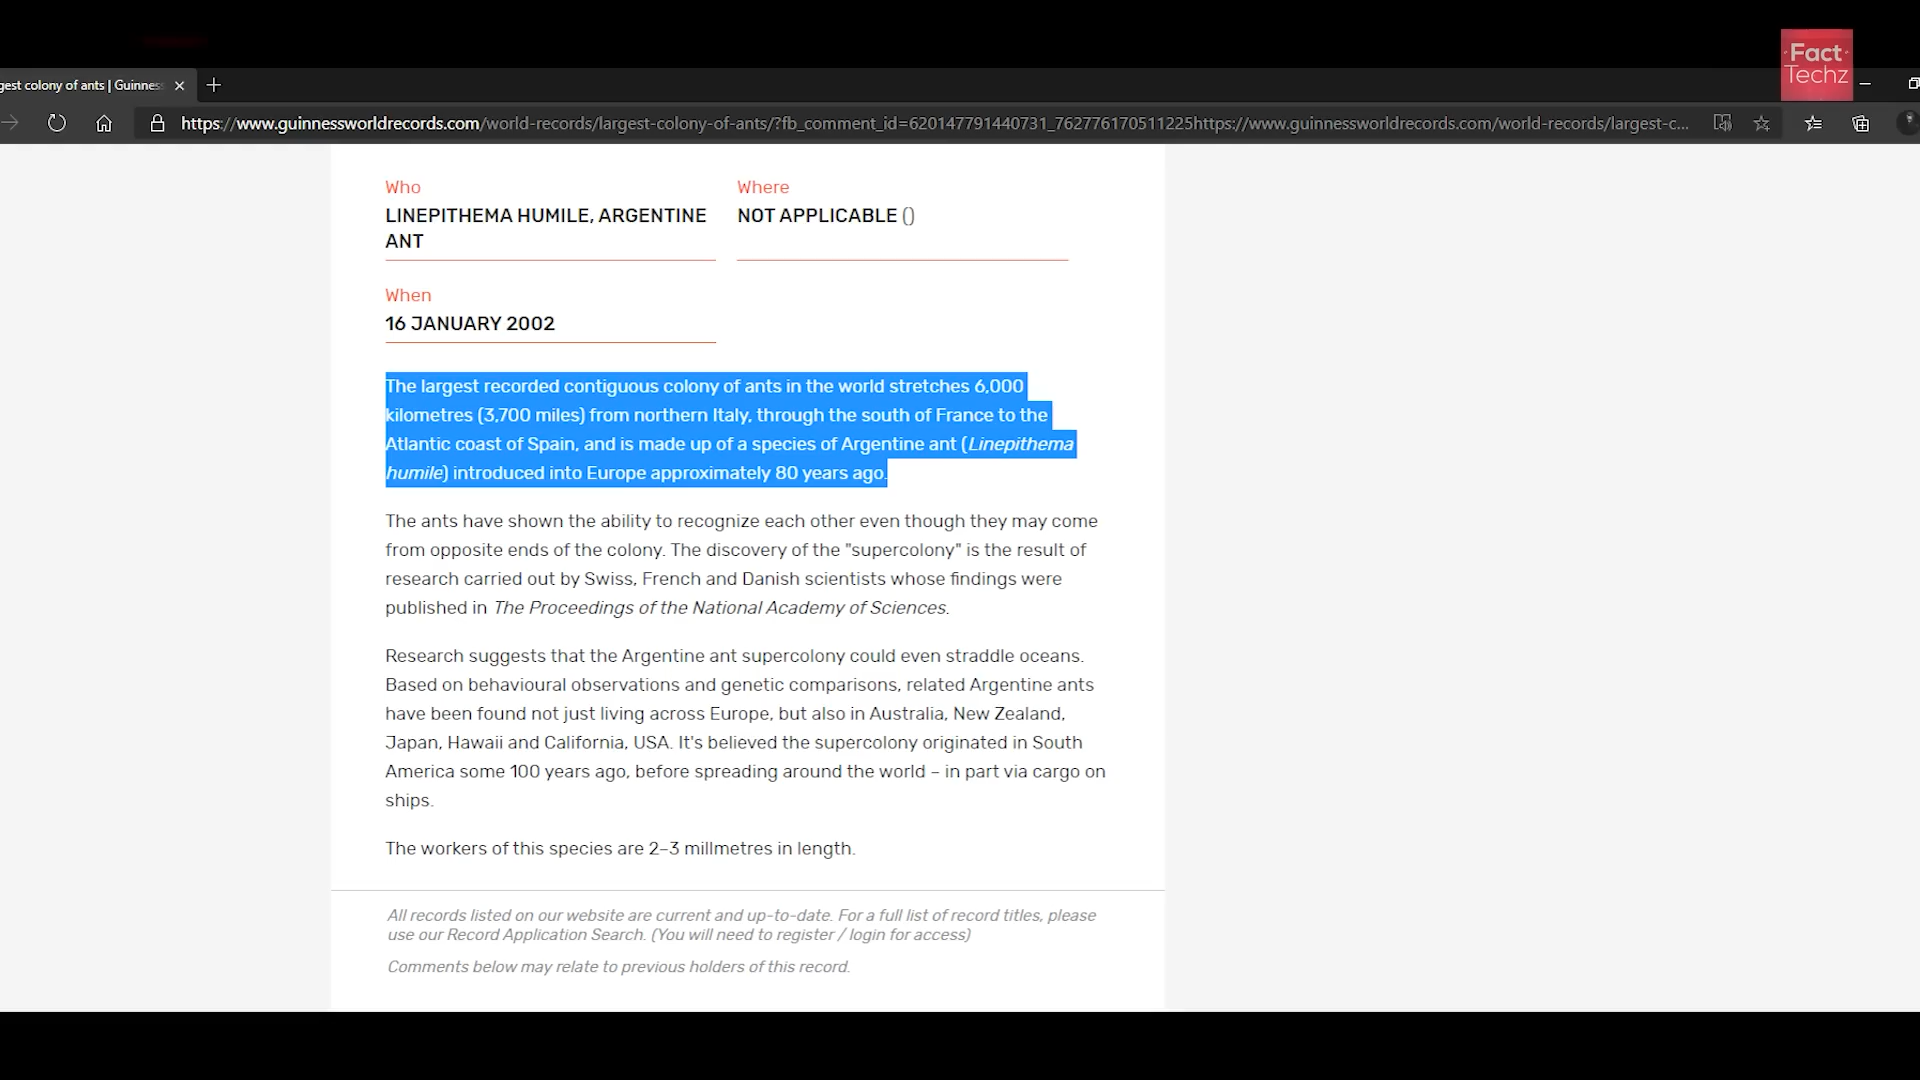 Fact
Techz
gest colony of ants | Guinnes
https://www.guinnessworldrecords.com/world-records/largest-colony-of-ants/?fb_comment_id=620147791440731_762776170511225https://www.guinnessworldrecords.com/world-records/largest-c...
Who
Where
LINEPITHEMA HUMILE, ARGENTINE
ANT
NOT APPLICABLE ()
When
16 JANUARY 2002
The largest recorded contiguous colony of ants in the world stretches 6,000
kilometres (3,700 miles) from northern Italy, through the south of France to the
Atlantic coast of Spain, and is made up of a species of Argentine ant (Linepithema
humile) introduced into Europe approximately 80 years ago.
The ants have shown the ability to recognize each other even though they may come
from opposite ends of the colony. The discovery of the "supercolony" is the result of
research carried out by Swiss, French and Danish scientists whose findings were
published in The Proceedings of the National Academy of Sciences.
Research suggests that the Argentine ant supercolony could even straddle oceans.
Based on behavioural observations and genetic comparisons, related Argentine ants
have been found not just living across Europe, but also in Australia, New Zealand,
Japan, Hawaii and California, USA. It's believed the supercolony originated in South
America some 100 years ago, before spreading around the world – in part via cargo on
ships.
The workers of this species are 2–3 millmetres in length.
All records listed on our website are current and up-to-date. For a full list of record titles, please
use our Record Application Search. (You will need to register / login for access)
Comments below may relate to previous holders of this record.